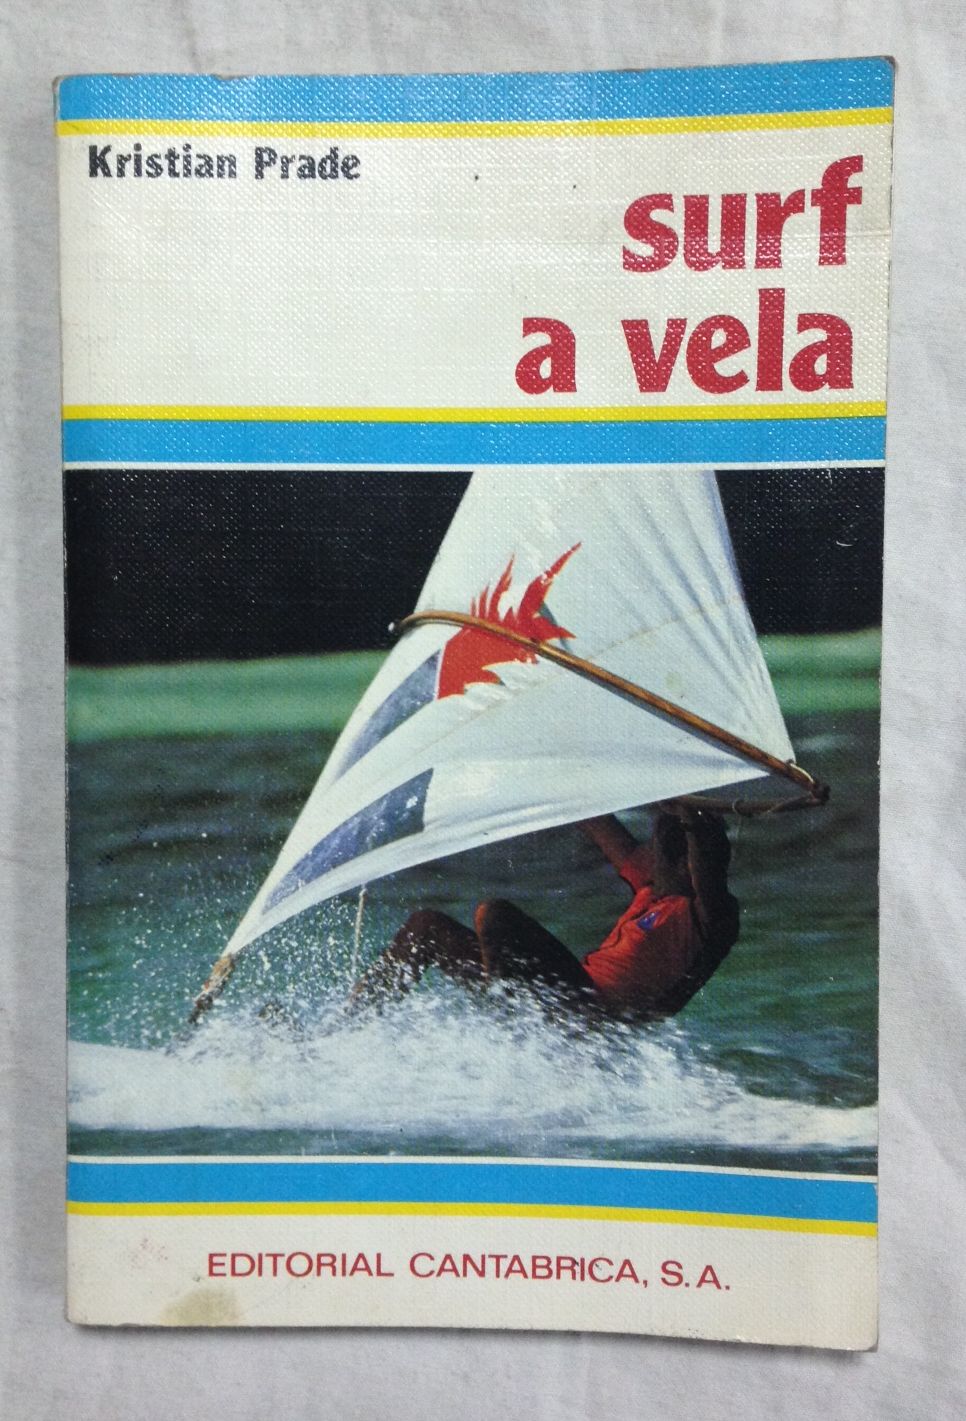 Kristian Prade
surf
a vela
EDITORIAL CANTABRICA, S.A.